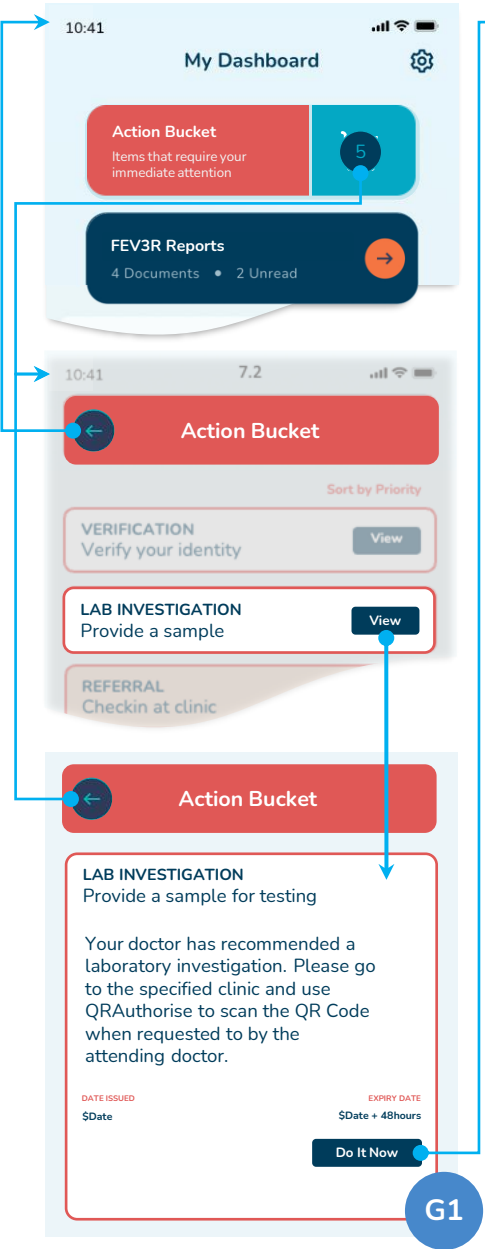 10:41
My Dashboard
Action Bucket
Items that require your
immediate attention
5
FEV3R Reports
4 Documents • 2 Unread
10:41
7.2
Action Bucket
Sort by Priority
VERIFICATION
Verify your identity
View
LAB INVESTIGATION
Provide a sample
View
REFERRAL
Checkin at clinic
Action Bucket
LAB INVESTIGATION
Provide a sample for testing
Your doctor has recommended a
laboratory investigation. Please go
to the specified clinic and use
QRAuthorise to scan the QR Code
when requested to by the
attending doctor.
DATE ISSUED
EXPIRY DATE
$Date
$Date + 48hours
Do It Now
G1